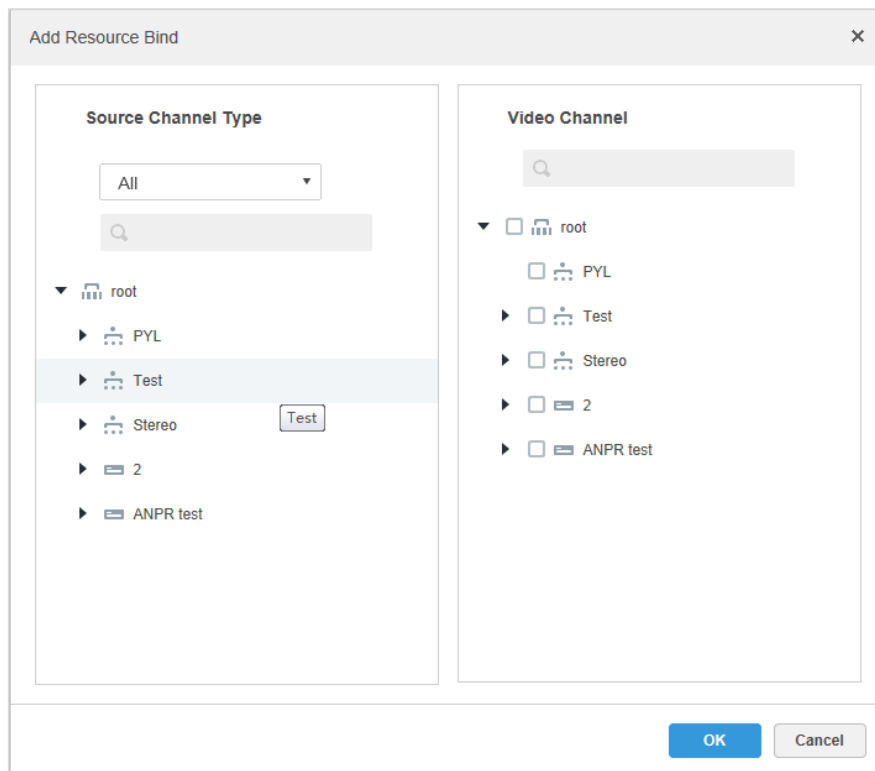 Add Resource Bind
Source Channel Type
All
root
PYL
Test
Test
Stereo
2
ANPR test
Video Channel
root
PYL
Test
Stereo
2
ANPR test
OK
Cancel